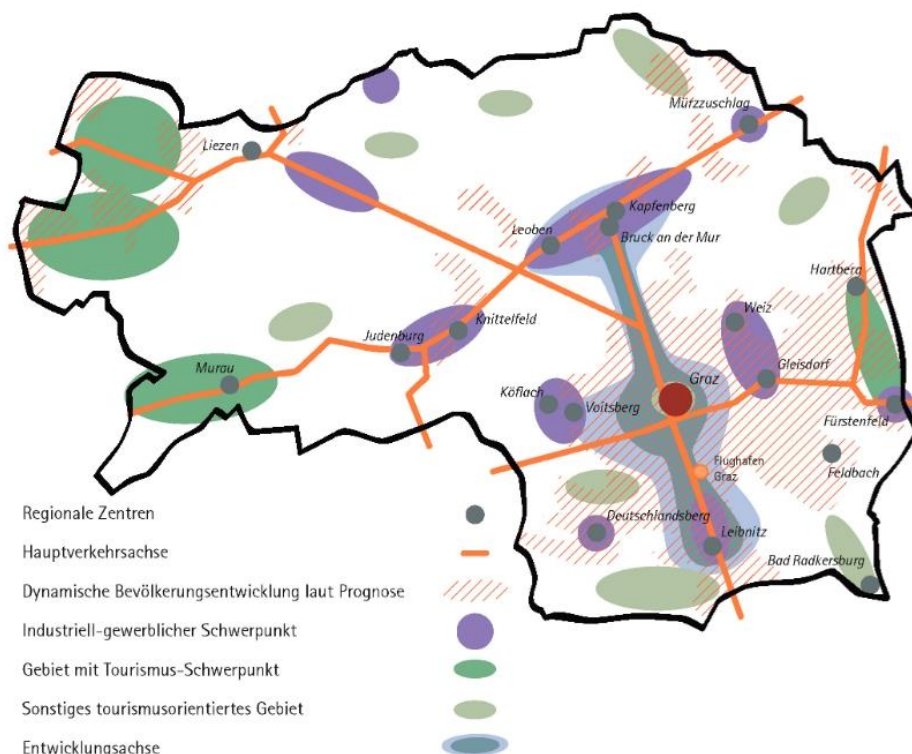 Mürzzuschlag
Liezen
Kapfenberg
Leoben
Bruck an der Mur
Hartberg
Weiz
Knittelfeld
Judenburg
Gleisdorf
Murau
Graz
Köflach
Voitsberg
Fürstenfeld
Flughafen
Graz
Feldbach
Deutschlandsberg
Leibnitz
Bad Radkersburg
Regionale Zentren
Hauptverkehrsachse
Dynamische Bevölkerungsentwicklung laut Prognose
Industriell-gewerblicher Schwerpunkt
Gebiet mit Tourismus-Schwerpunkt
Sonstiges tourismusorientiertes Gebiet
Entwicklungsachse